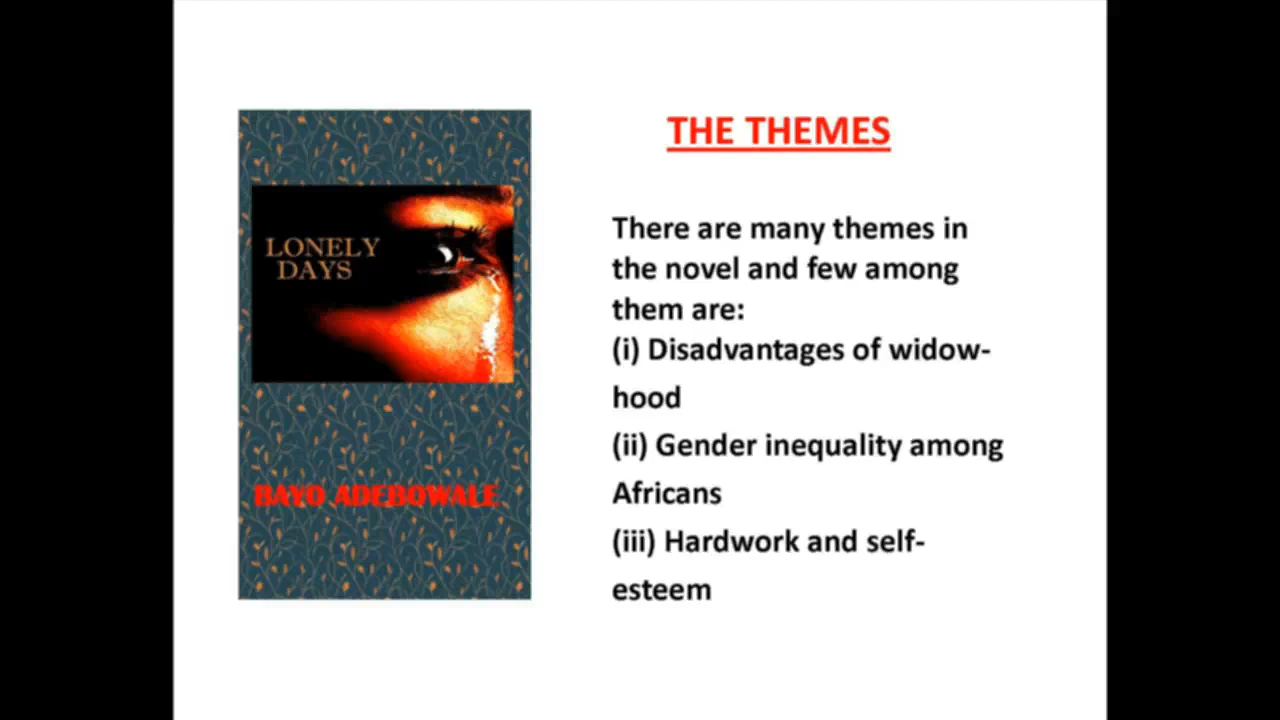 LONELY
DAYS
BAYO ADEBOWALE
THE THEMES
There are many themes in
the novel and few among
them are:
(i) Disadvantages of widow-
hood
(ii) Gender inequality among
Africans
(iii) Hardwork and self-
esteem